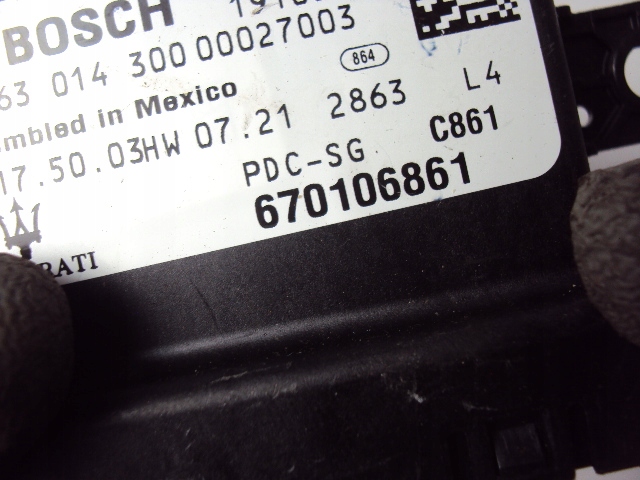 BOSCH
63 014 300 00027003
864
mbled in Mexico
17.50.03HW 07.21 2863 L4
PDC-SG C861
670106861
RATI